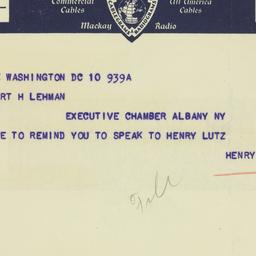 Commercial Cables
All America Cables
Mackay Radio
WASHINGTON DC 10 939A
RT H LEHMAN
EXECUTIVE CHAMBER ALBANY NY
E TO REMIND YOU TO SPEAK TO HENRY LUTZ
HENRY
File